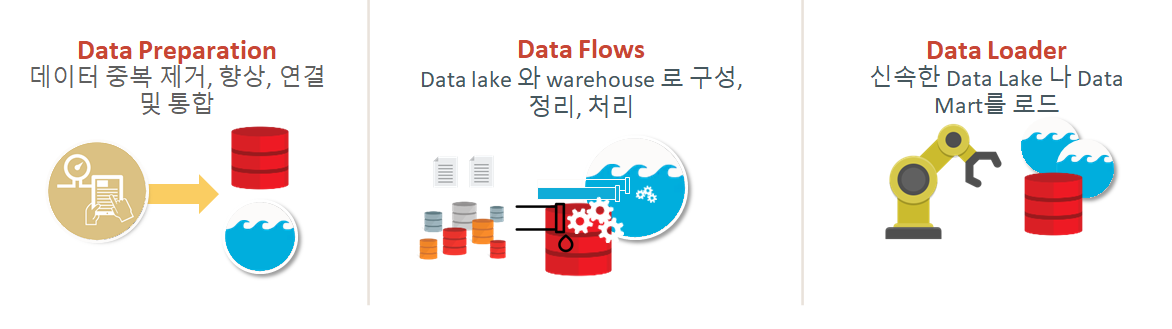 Data Preparation
데이터 중복 제거, 향상, 연결
및 통합
Data Flows
Data lake 와 warehouse 로 구성,
정리, 처리
Data Loader
신속한 Data Lake 나 Data
Mart를 로드